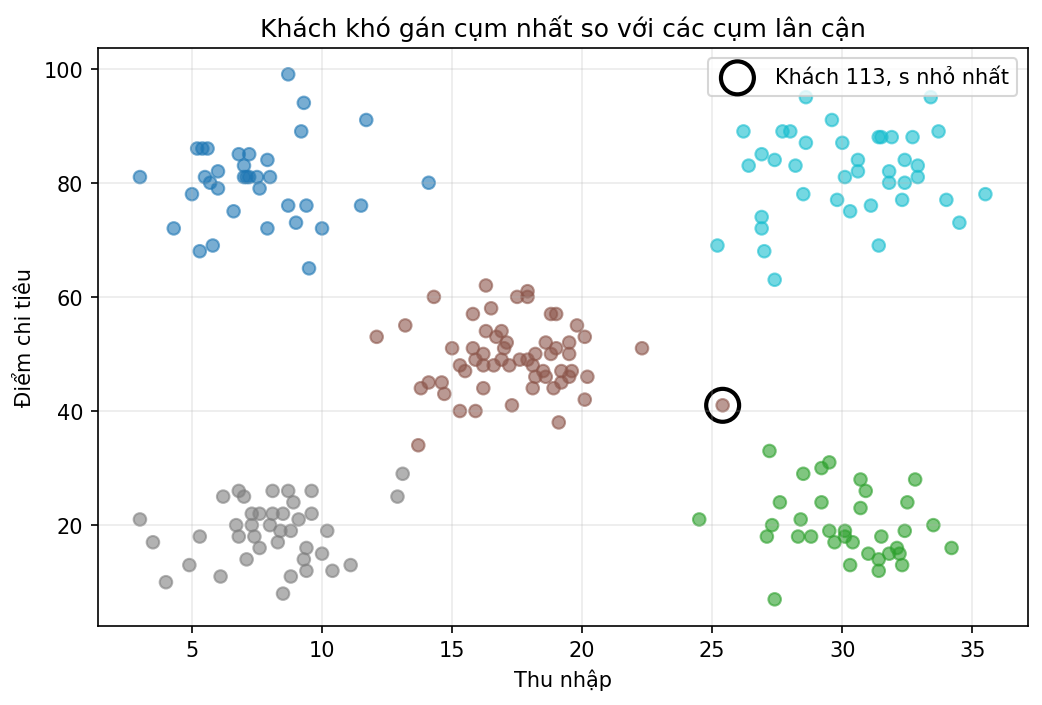 Khách khó gán cụm nhất so với các cụm lân cận
Khách 113, s nhỏ nhất
Điểm chi tiêu
100
80
60
40
20
5 10 15 20 25 30 35
Thu nhập